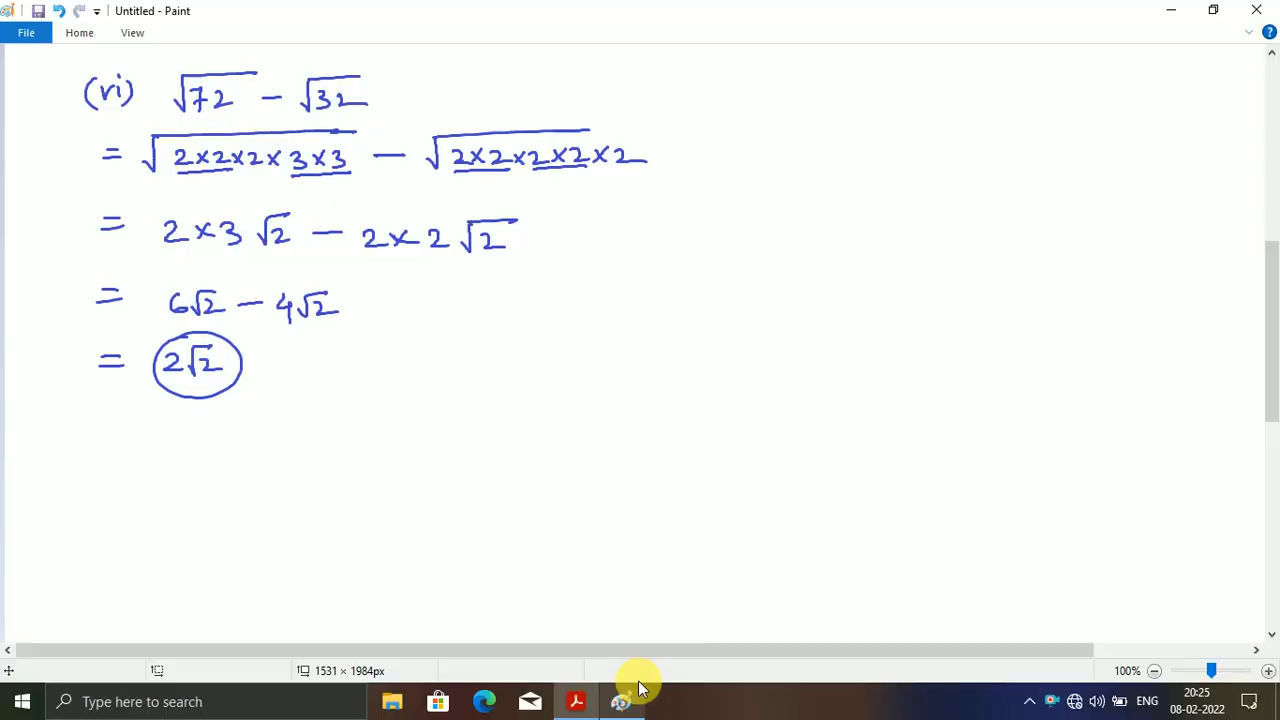 Untitled - Paint
File Home View
(vi) √72 − √32
= √2×2×2×3×3 − √2×2×2×2×2
= 2×3√2 − 2×2√2
= 6√2 − 4√2
= 2√2
1531 × 1984px
100%
Type here to search
ENG
20:25
08-02-2022